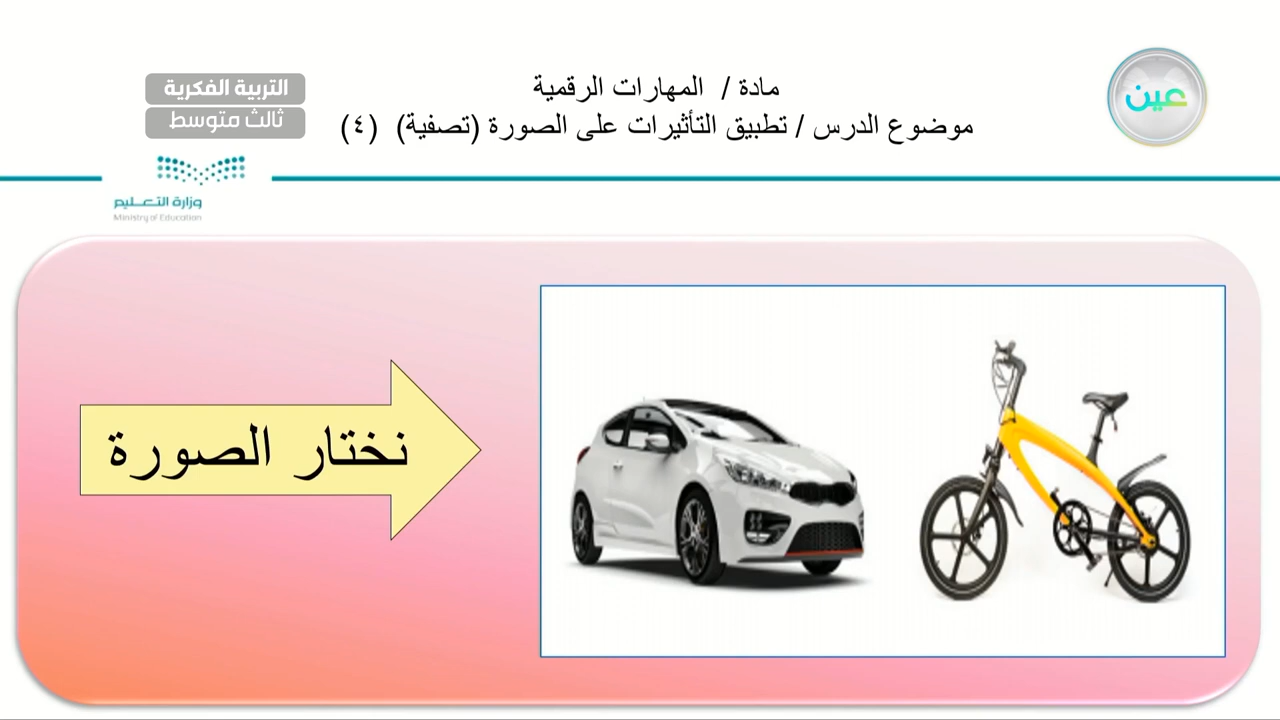 عين
مادة / المهارات الرقمية
موضوع الدرس / تطبيق التأثيرات على الصورة (تصفية) (٤)
التربية الفكرية
ثالث متوسط
وزارة التعـليم
Ministry of Education
نختار الصورة